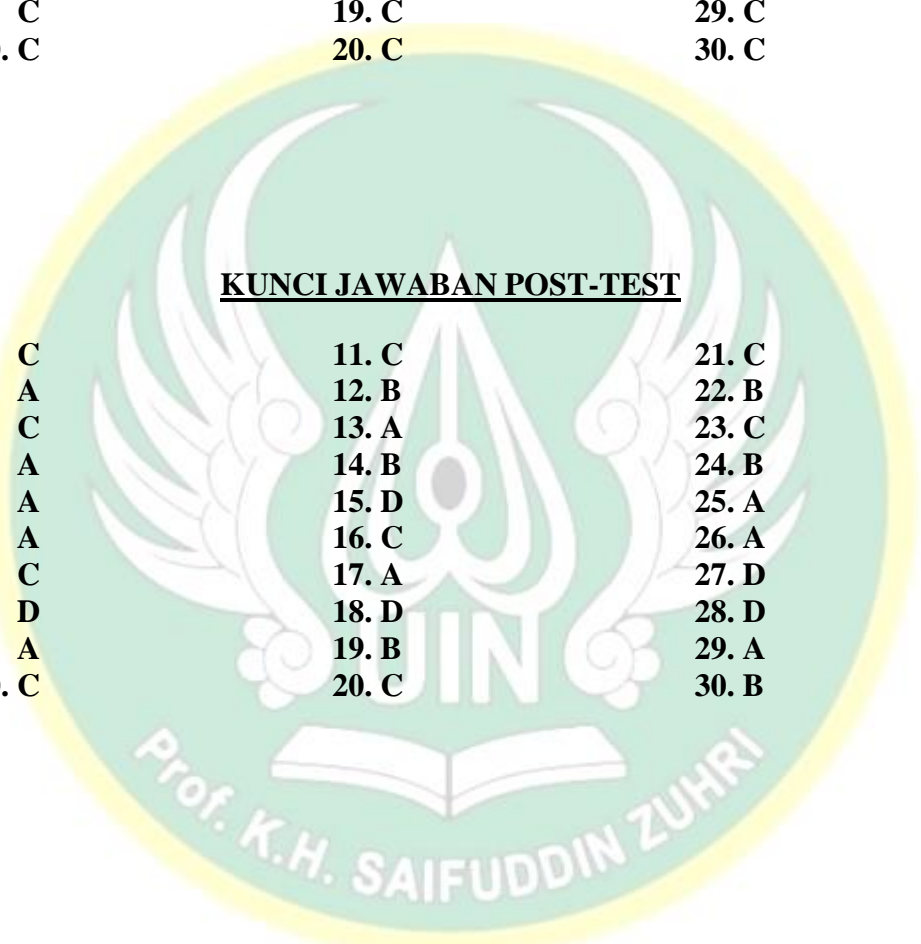 C 19. C 29. C
. C 20. C 30. C
KUNCI JAWABAN POST-TEST
C 11. C 21. C
A 12. B 22. B
C 13. A 23. C
A 14. B 24. B
A 15. D 25. A
A 16. C 26. A
C 17. A 27. D
D 18. D 28. D
A 19. B 29. A
. C 20. C 30. B
UIN
Prof. K.H. SAIFUDDIN ZUHRI